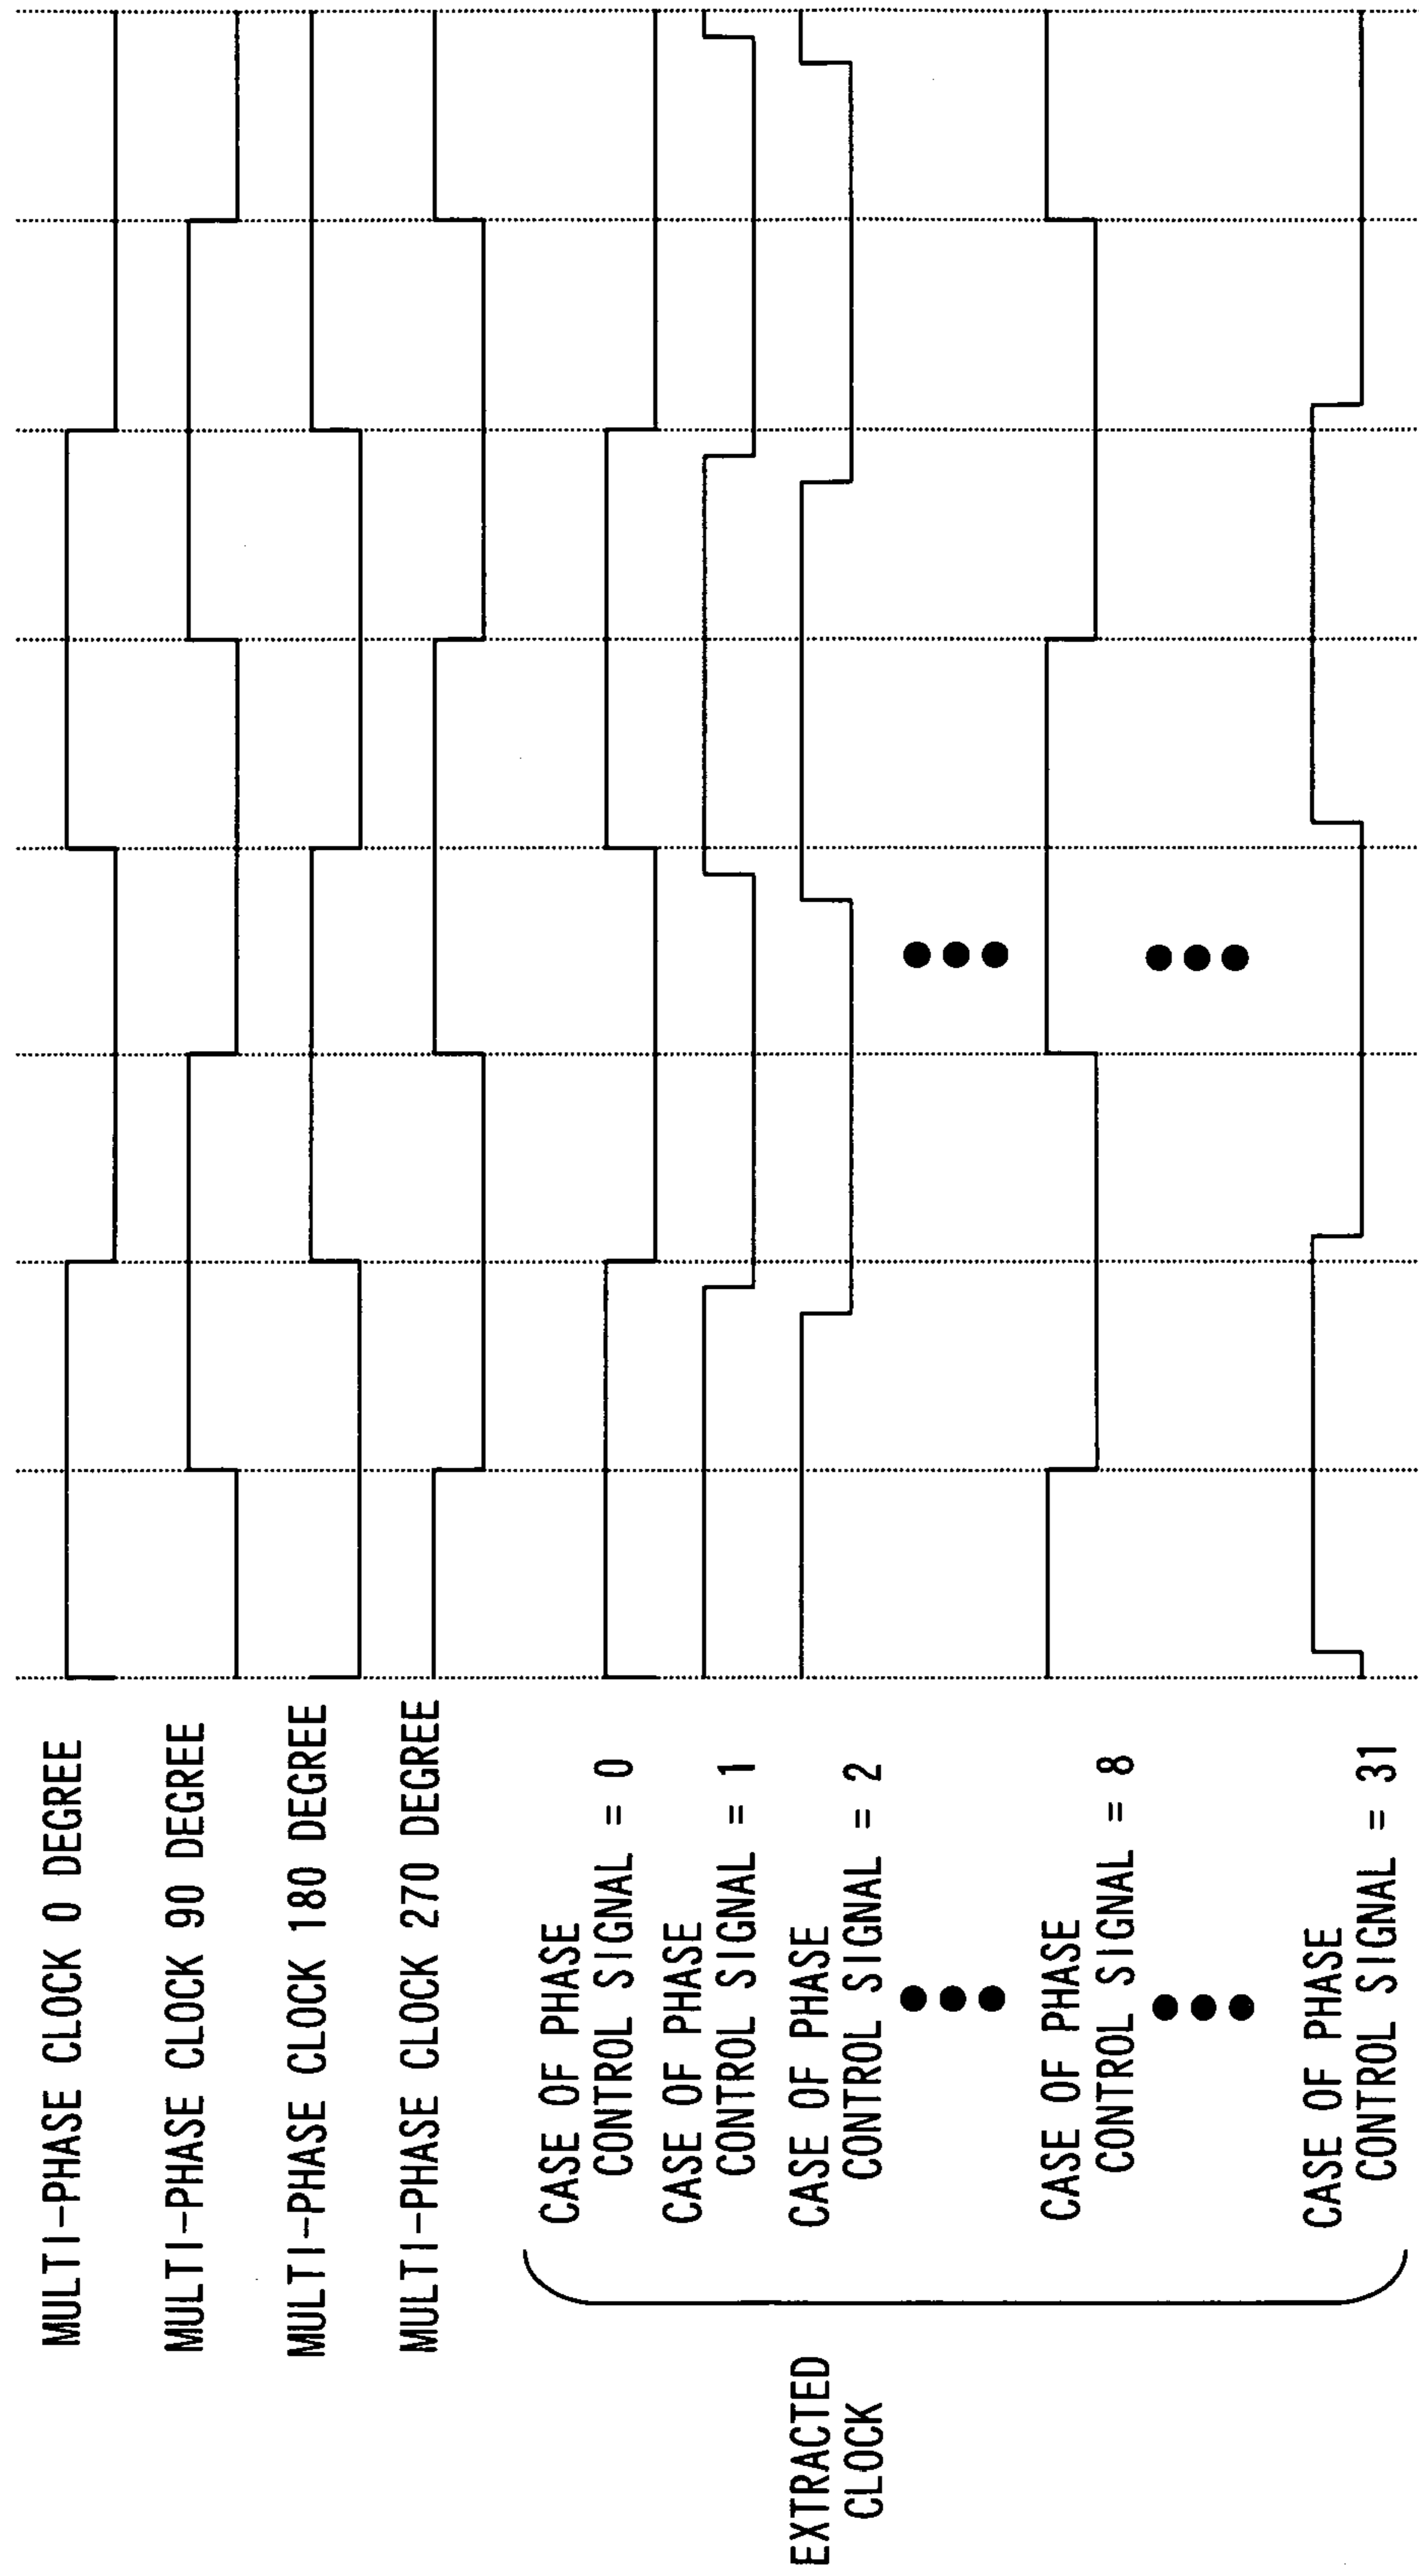 MULTI-PHASE CLOCK 0 DEGREE
MULTI-PHASE CLOCK 90 DEGREE
MULTI-PHASE CLOCK 180 DEGREE
MULTI-PHASE CLOCK 270 DEGREE
EXTRACTED
CLOCK
CASE OF PHASE
CONTROL SIGNAL = 0
CASE OF PHASE
CONTROL SIGNAL = 1
CASE OF PHASE
CONTROL SIGNAL = 2
CASE OF PHASE
CONTROL SIGNAL = 8
CASE OF PHASE
CONTROL SIGNAL = 31